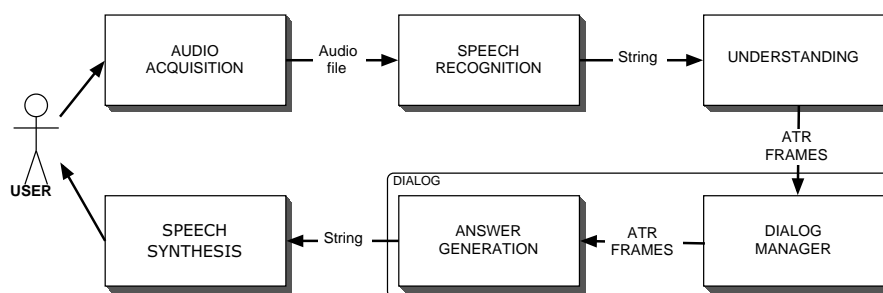 AUDIO
ACQUISITION
Audio
file
SPEECH
RECOGNITION
String
UNDERSTANDING
ATR
FRAMES
USER
DIALOG
SPEECH
SYNTHESIS
String
ANSWER
GENERATION
ATR
FRAMES
DIALOG
MANAGER